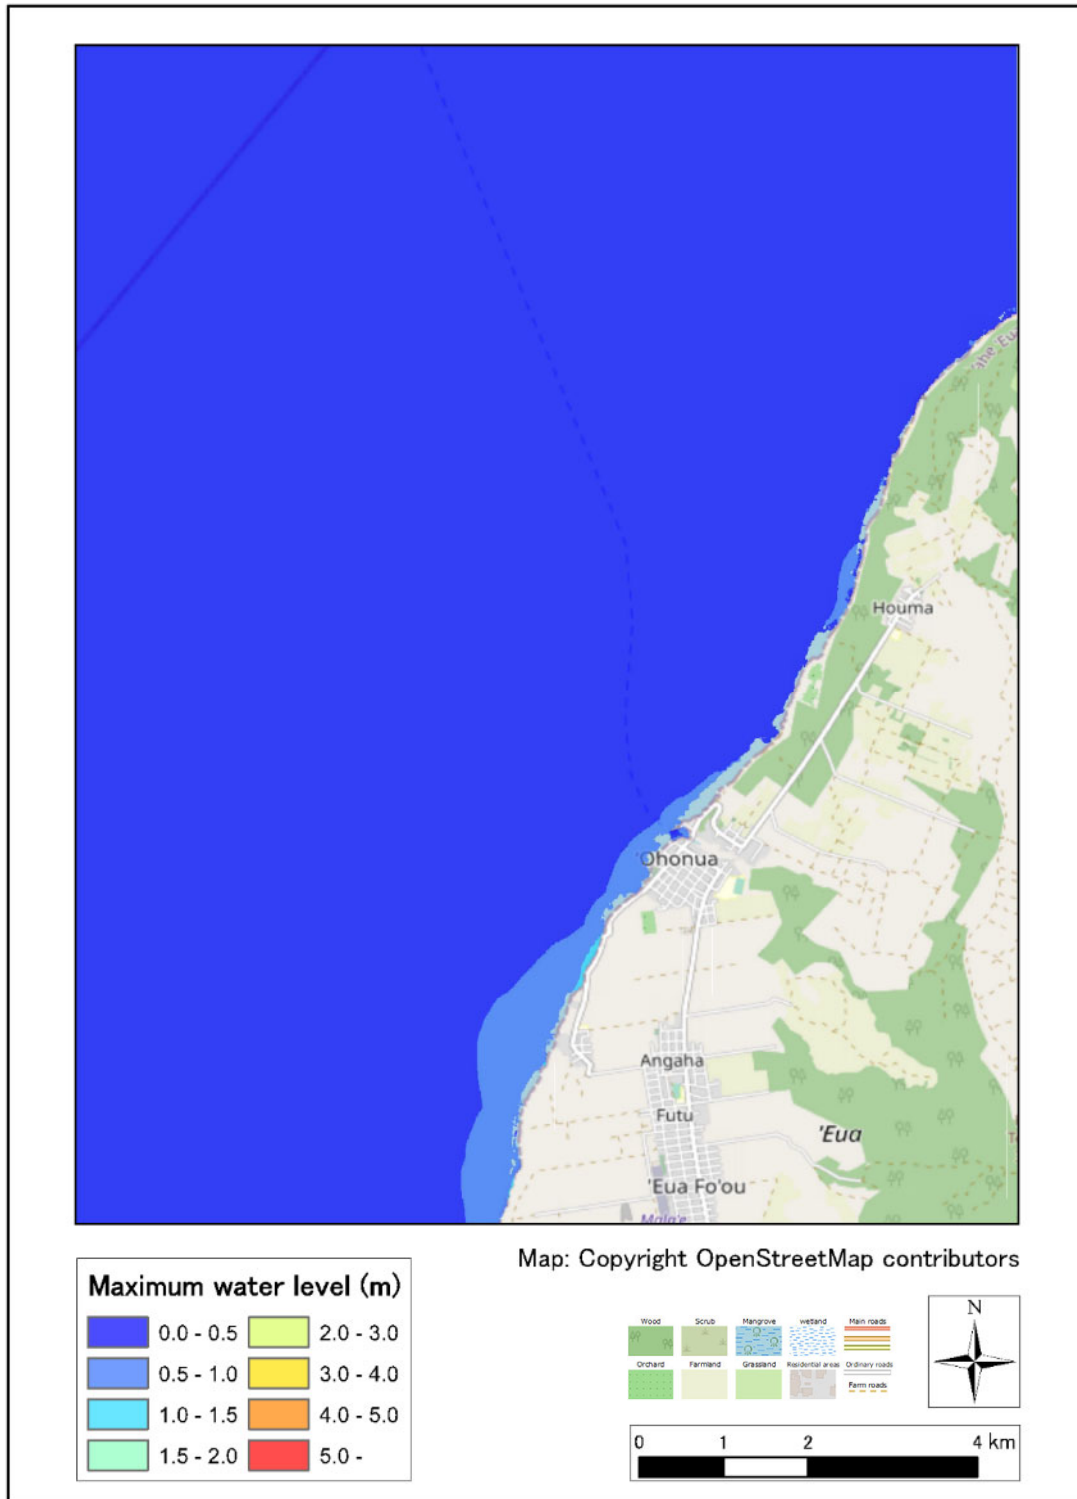 Houma
'Ohonua
Angaha
Futu
'Eua
'Eua Fo'ou
Map: Copyright OpenStreetMap contributors
Maximum water level (m)
0.0 - 0.5
2.0 - 3.0
0.5 - 1.0
3.0 - 4.0
1.0 - 1.5
4.0 - 5.0
1.5 - 2.0
5.0 -
Wood
Scrub
Mangrove
wetland
Main roads
Orchard
Farmland
Grassland
Residential areas
Ordinary roads
Farm roads
N
0 1 2 4 km